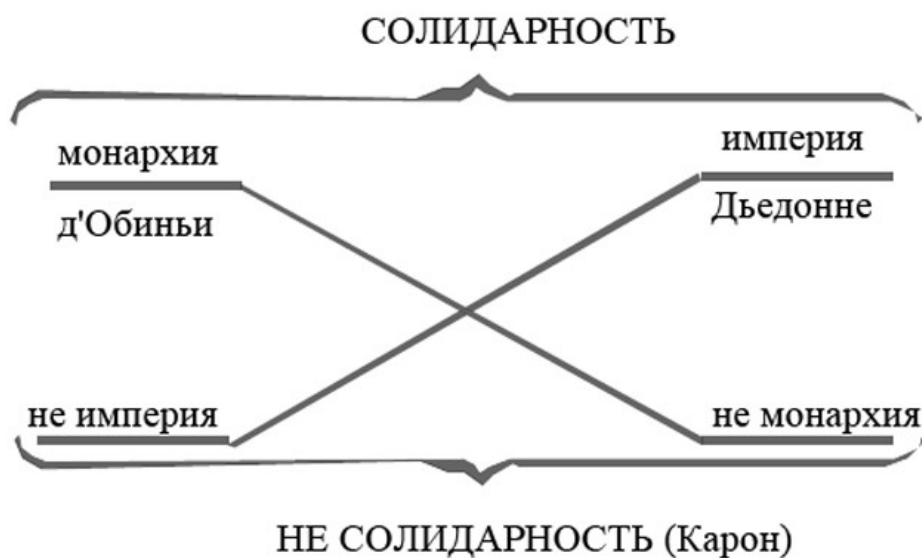 СОЛИДАРНОСТЬ
монархия
империя
д'Обиньи
Дьедонне
не империя
не монархия
НЕ СОЛИДАРНОСТЬ (Карон)